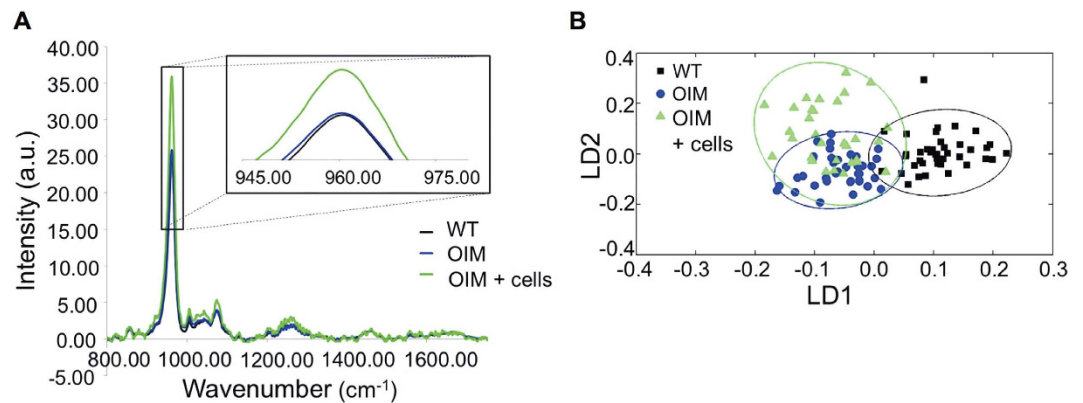 A
40.00
35.00
30.00
25.00
20.00
15.00
10.00
5.00
0.00
-5.00
Intensity (a.u.)
800.00 1000.00 1200.00 1400.00 1600.00
Wavenumber (cm⁻¹)
945.00 960.00 975.00
WT
OIM
OIM + cells
B
0.4
0.2
0.0
-0.2
-0.4
LD2
WT
OIM
OIM
+ cells
-0.4 -0.3 -0.2 -0.1 0.0 0.1 0.2 0.3
LD1